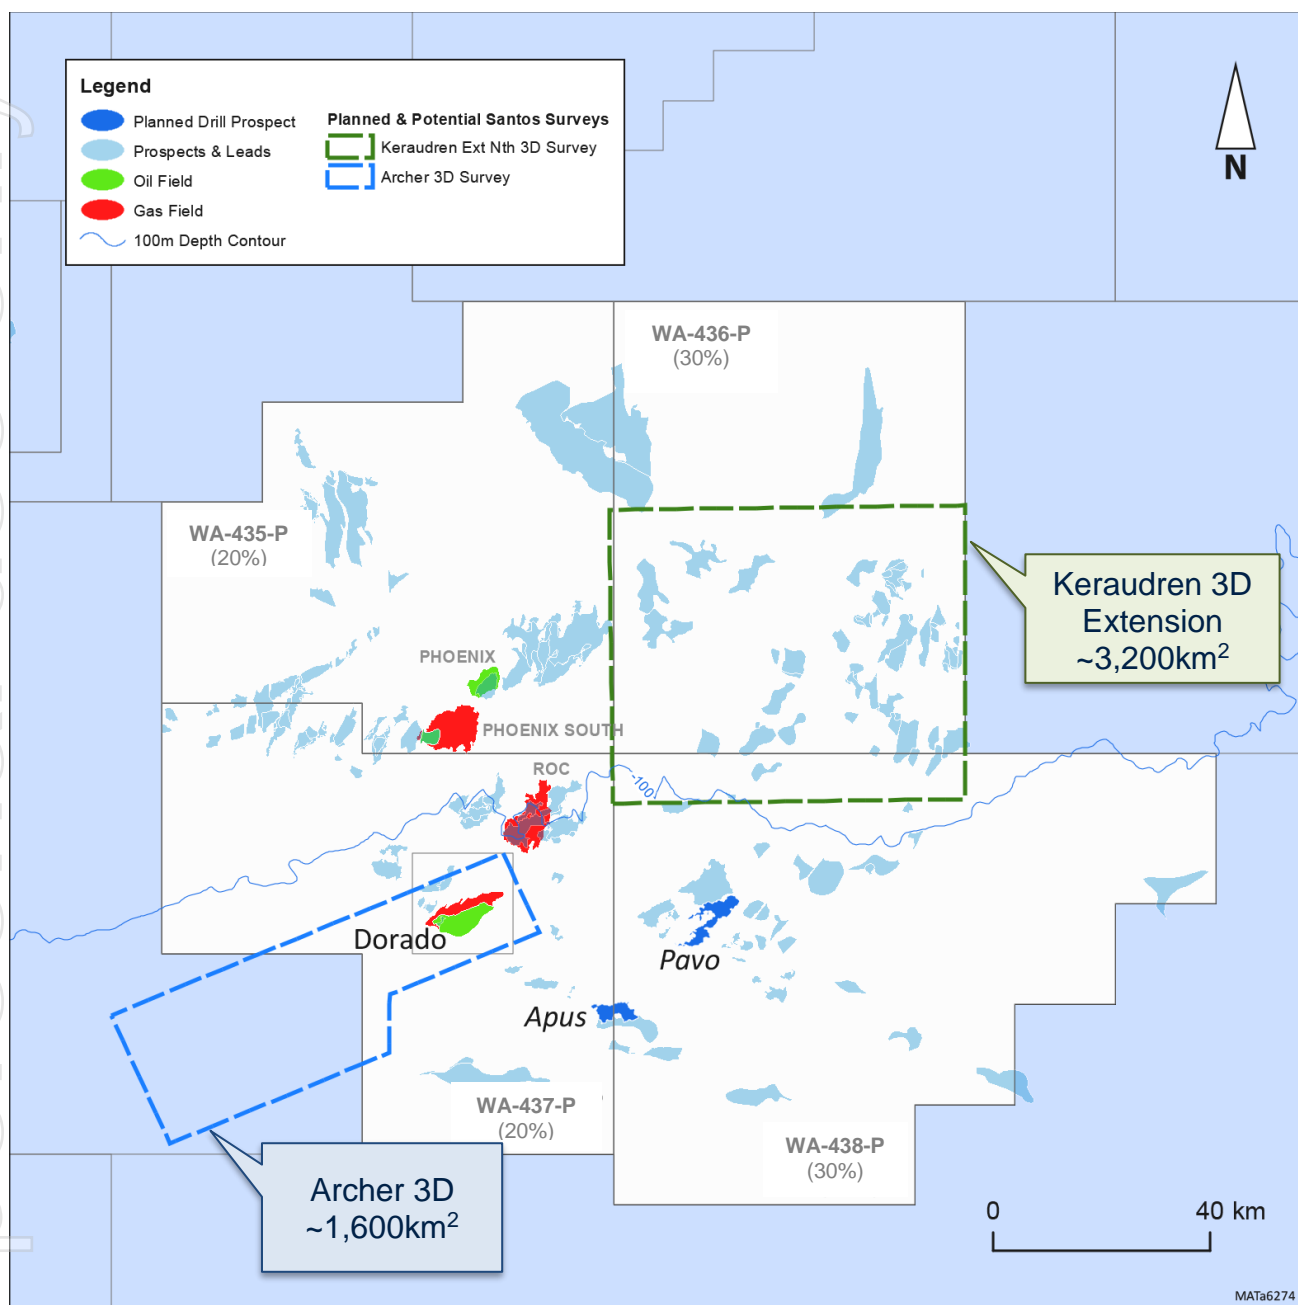 Legend
Planned Drill Prospect
Prospects & Leads
Oil Field
Gas Field
100m Depth Contour
Planned & Potential Santos Surveys
Keraudren Ext Nth 3D Survey
Archer 3D Survey
N
WA-436-P
(30%)
WA-435-P
(20%)
Keraudren 3D
Extension
~3,200km²
PHOENIX
PHOENIX SOUTH
ROC
-100
Dorado
Pavo
Apus
WA-437-P
(20%)
WA-438-P
(30%)
Archer 3D
~1,600km²
0 40 km
MATa6274